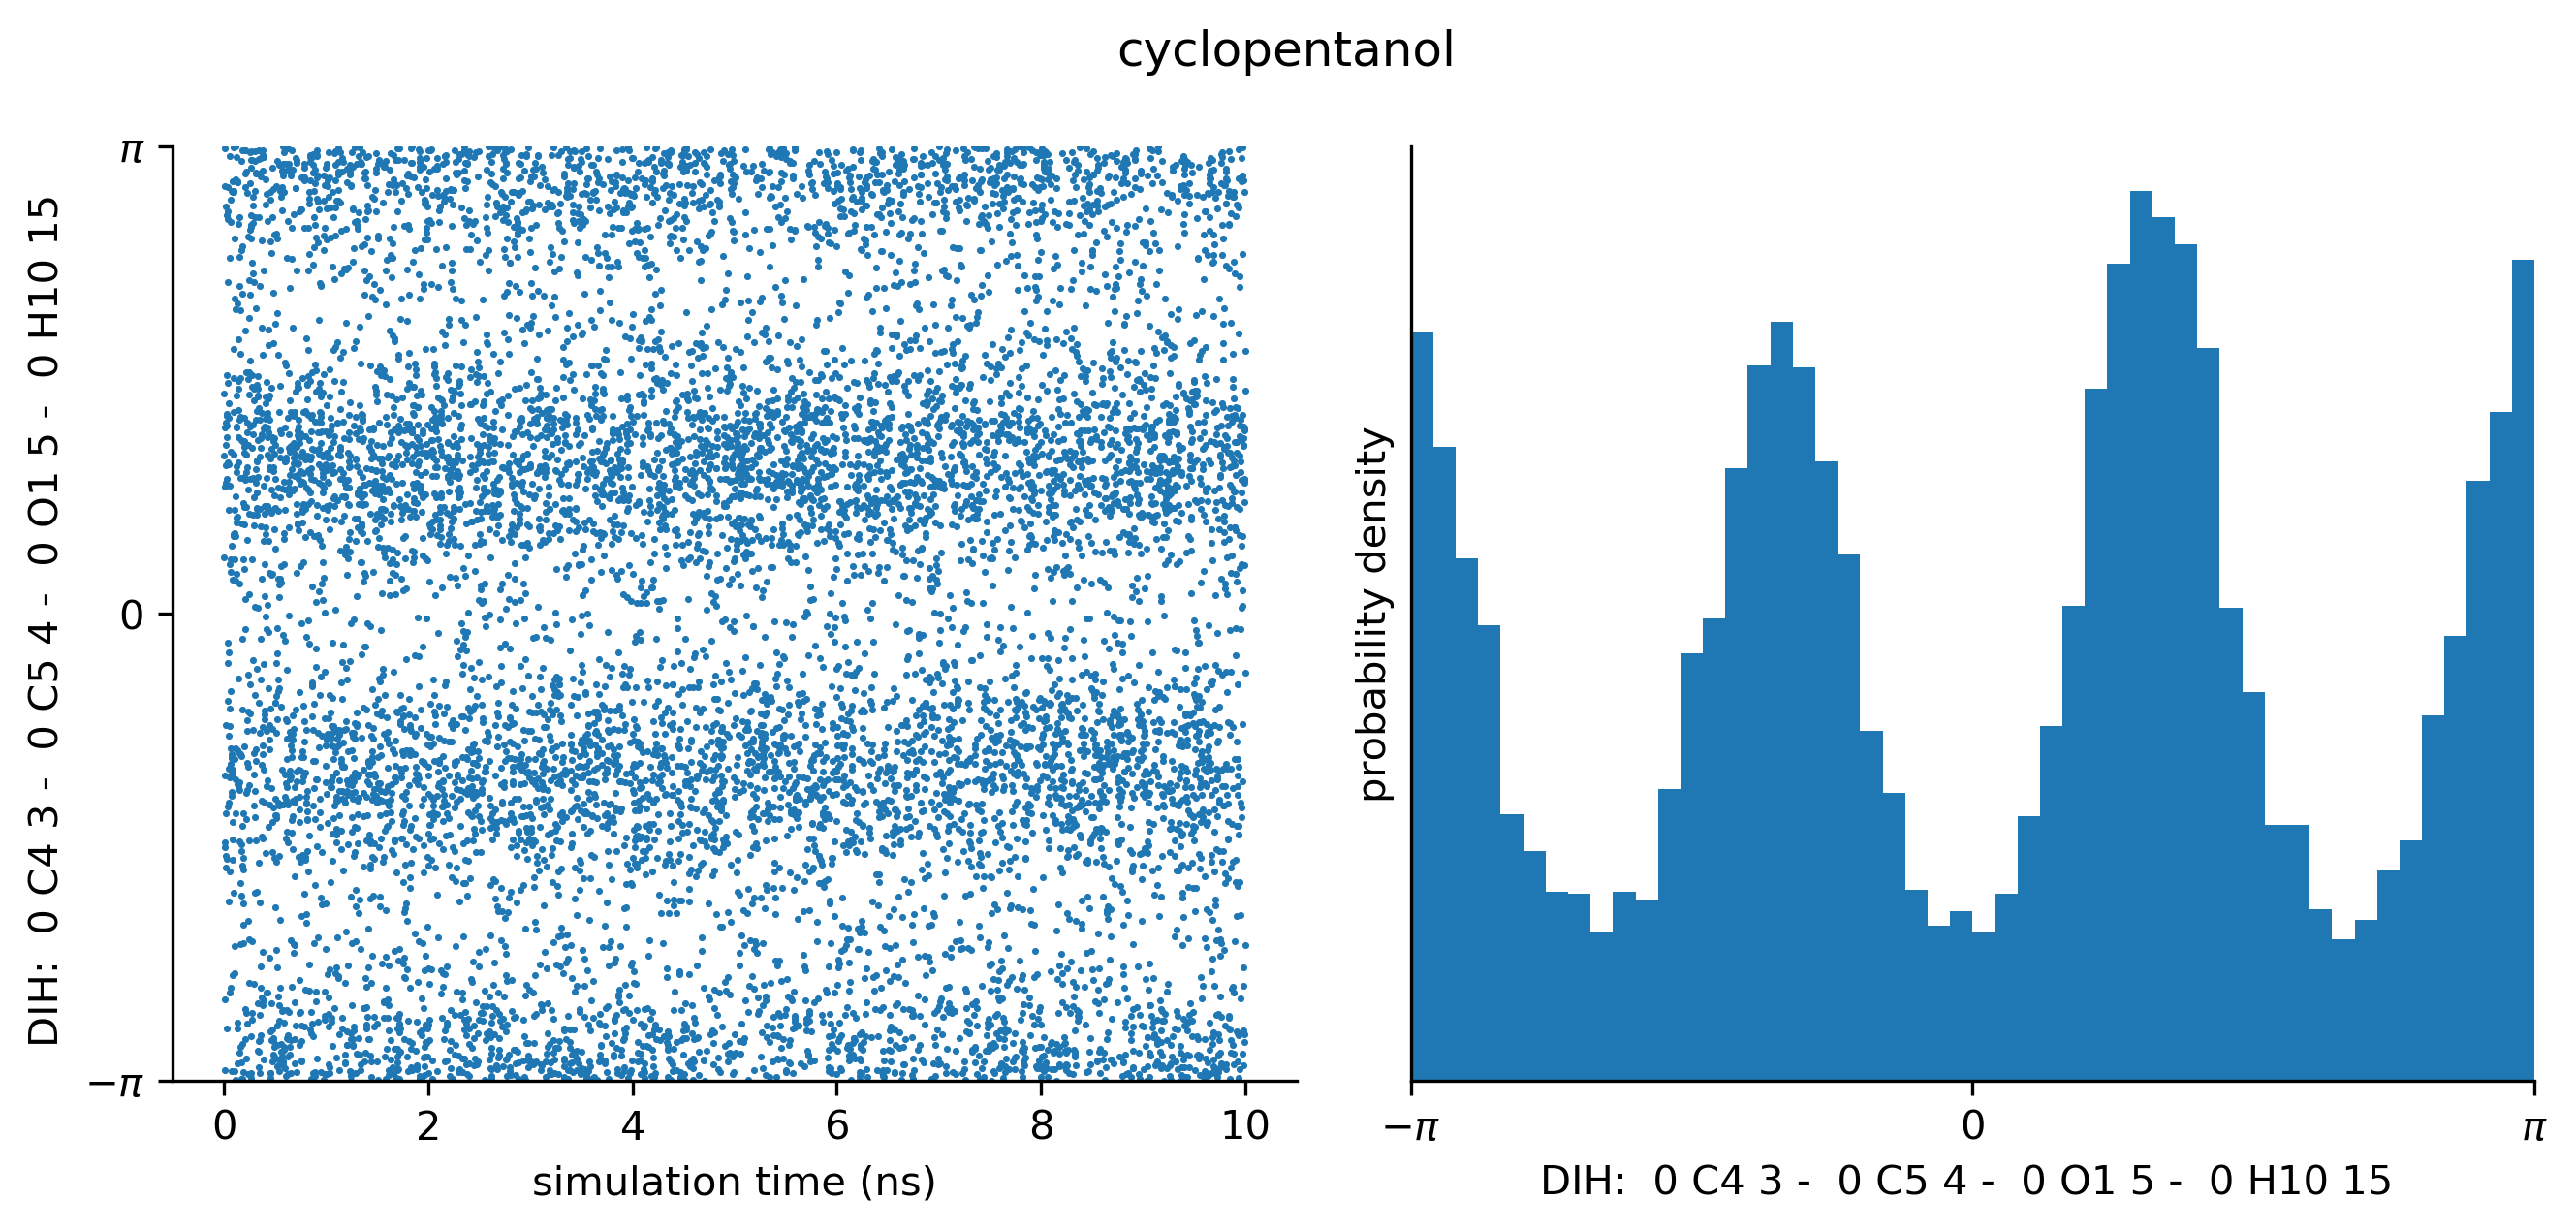 cyclopentanol
DIH:  0 C4 3 -  0 C5 4 -  0 O1 5 -  0 H10 15
π
0
−π
0 2 4 6 8 10
simulation time (ns)
probability density
−π 0 π
DIH:  0 C4 3 -  0 C5 4 -  0 O1 5 -  0 H10 15